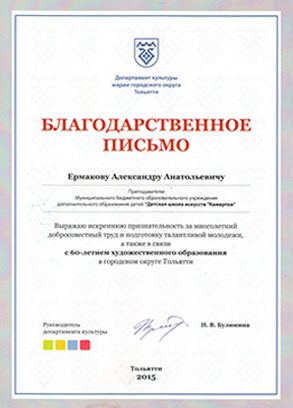 Департамент культуры
мэрии городского округа
Тольятти
БЛАГОДАРСТВЕННОЕ
ПИСЬМО
Ермакову Александру Анатольевичу
Преподавателю
Муниципального бюджетного образовательного учреждения
дополнительного образования детей "Детская школа искусств "Камертон"
Выражаю искреннюю признательность за многолетний
добросовестный труд и подготовку талантливой молодежи,
а также в связи
с 60-летием художественного образования
в городском округе Тольятти
Руководитель
департамента культуры
Н. В. Булюкина
Тольятти
2015